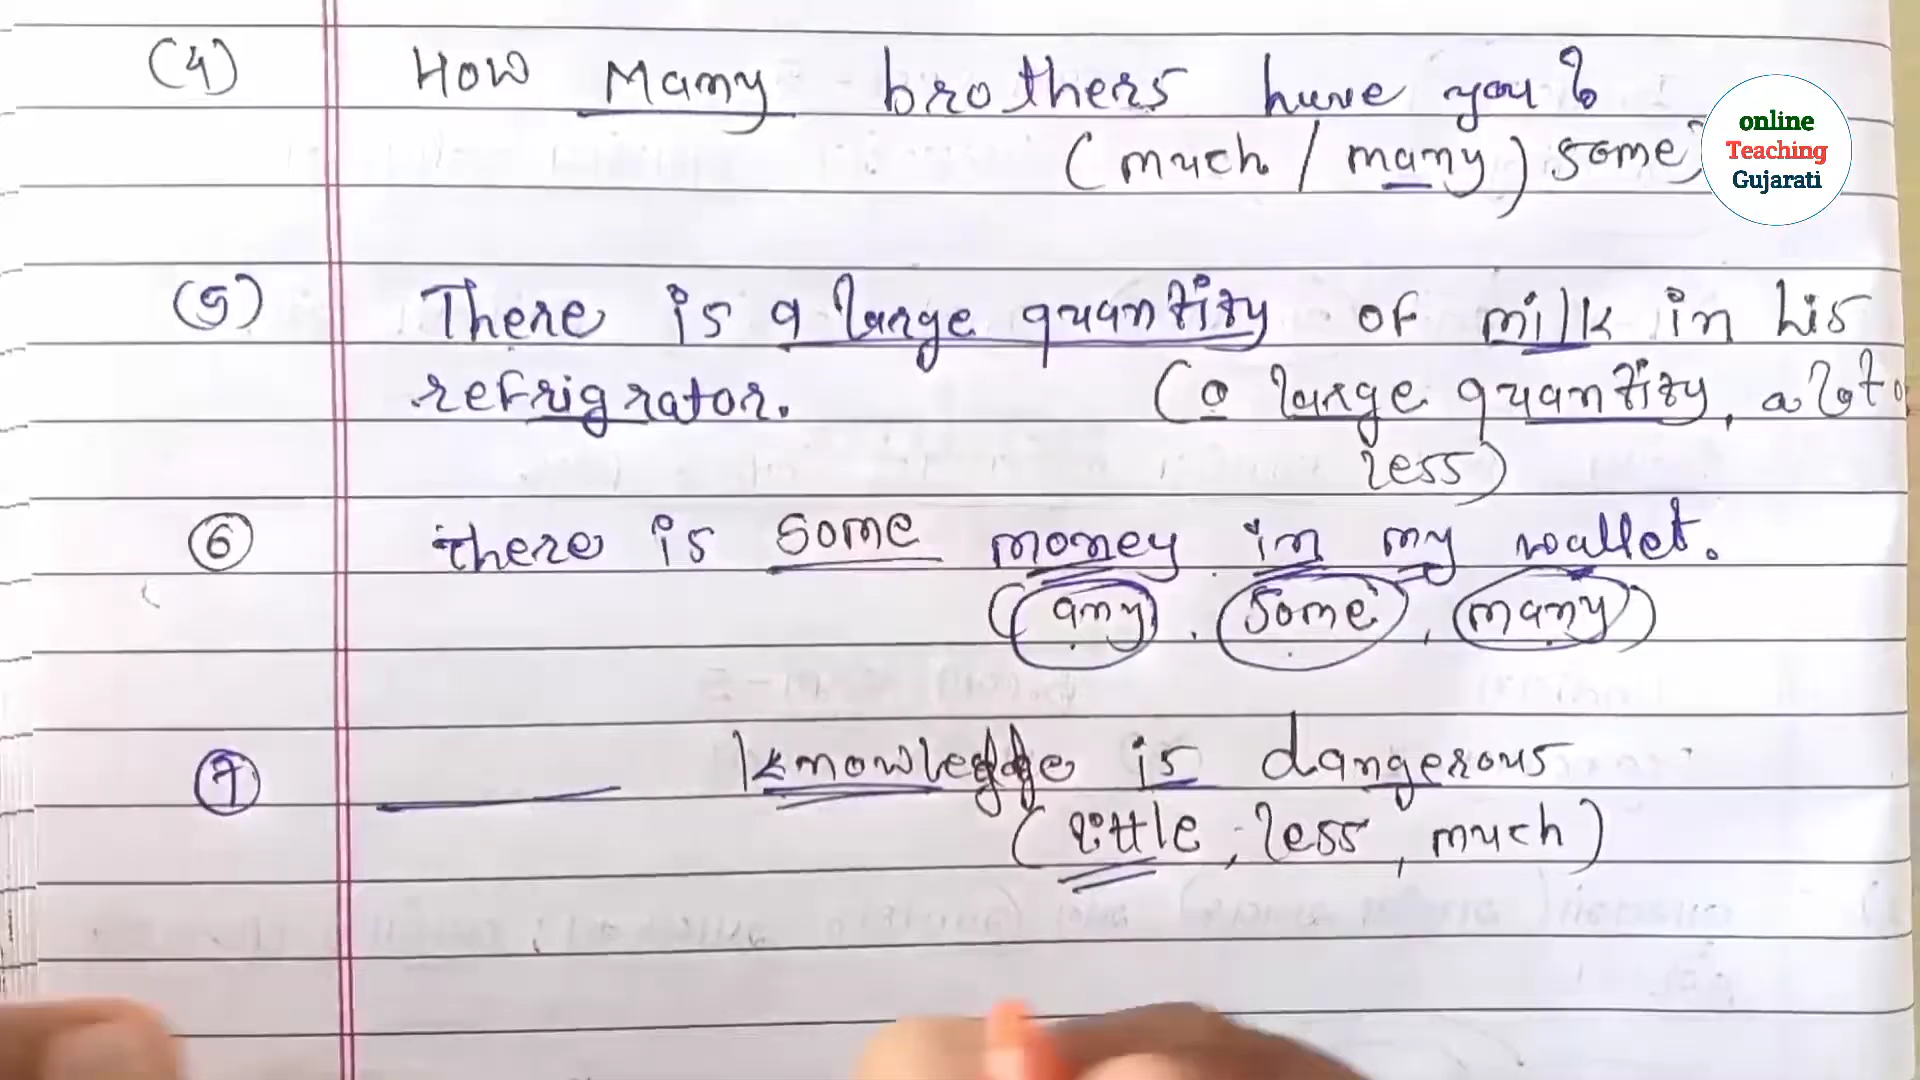 (4) How Many brothers have you ?
(much / many) some
online
Teaching
Gujarati
(5) There is a large quantity of milk in his
refrigrator. (a large quantity, a lot o
less)
6 there is some money in my wallet.
(any, some, many)
7 ______ knowledge is dangerous
(little, less, much)